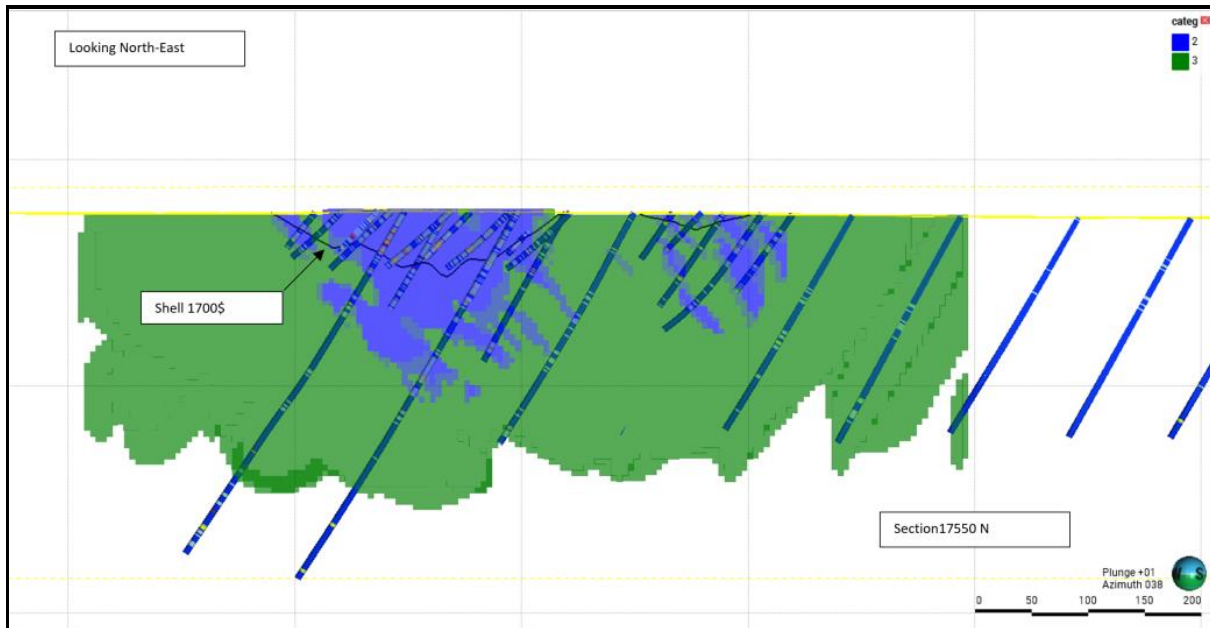 Looking North-East
categ
2
3
Shell 1700$
Section17550 N
Plunge +01
Azimuth 038
0 50 100 150 200